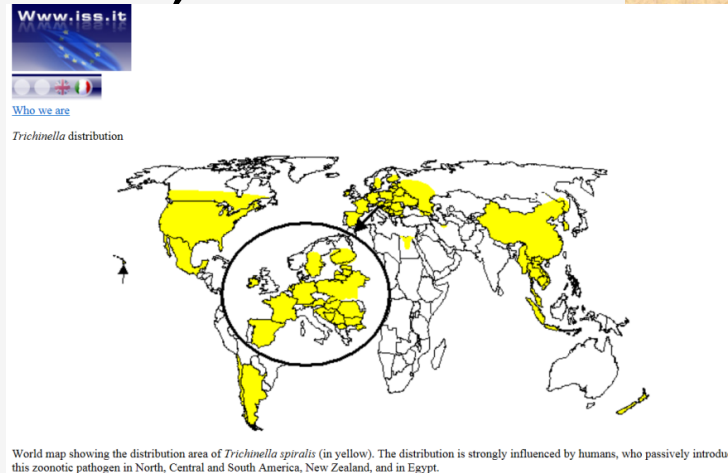 Www.iss.it
Who we are
Trichinella distribution
World map showing the distribution area of Trichinella spiralis (in yellow). The distribution is strongly influenced by humans, who passively
this zoonotic pathogen in North, Central and South America, New Zealand, and in Egypt.